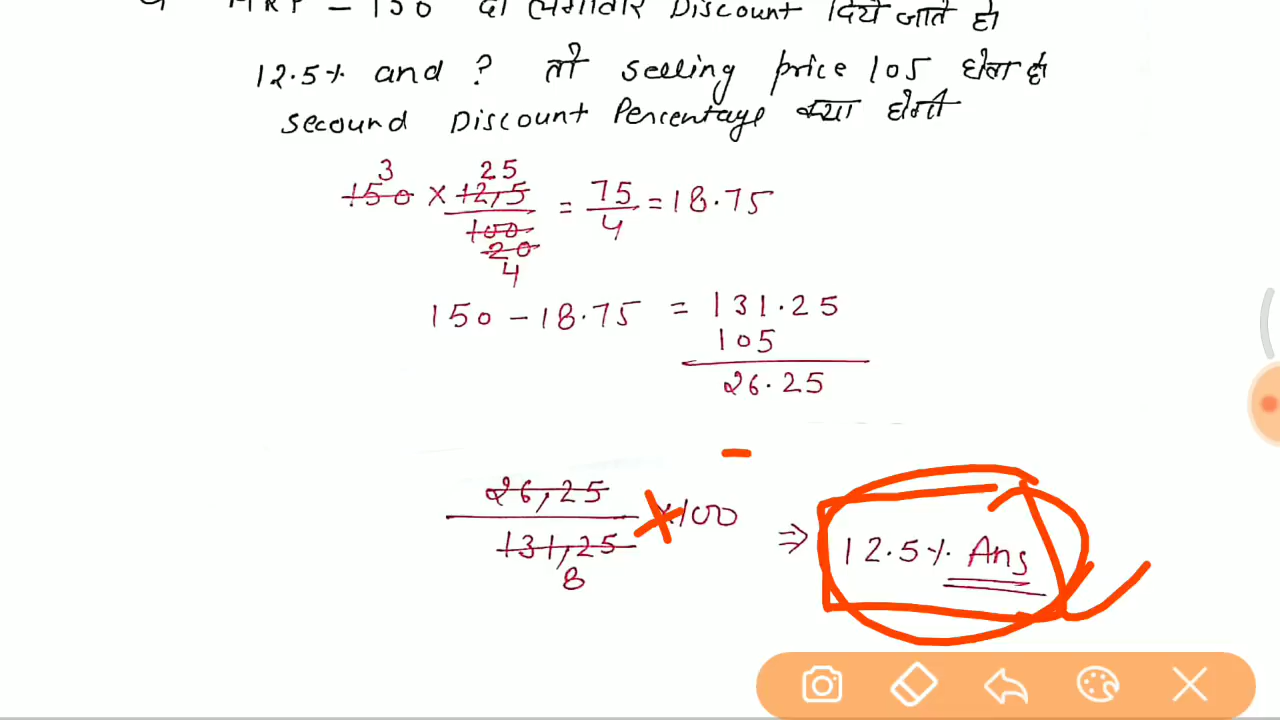 MRP = 150 दो लगातार Discount दिये जाते हो
12.5% and ? तो selling price 105 होता हो
secound Discount Percentage क्या होगी
3 25
150 × 12,5 = 75 = 18.75
100 4
20
4
150 - 18.75 = 131.25
105
26.25
26,25 × 100 ⇒ 12.5% Ans
131,25
8